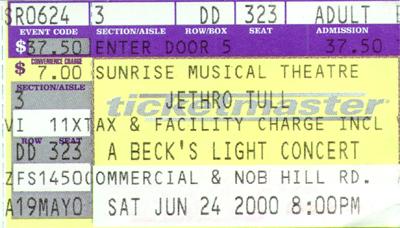 SR0624 3 DD 323 ADULT
EVENT CODE SECTION/AISLE ROW/BOX SEAT ADMISSION
$37.50 ENTER DOOR 5 37.50
CONVENIENCE CHARGE
$ 7.00 SUNRISE MUSICAL THEATRE
SECTION/AISLE
3 JETHRO TULL
ticketmaster
VI 11X TAX & FACILITY CHARGE INCL
ROW SEAT
DD 323 A BECK'S LIGHT CONCERT
ZFS1450 COMMERCIAL & NOB HILL RD.
A19MAY0 SAT JUN 24 2000 8:00PM